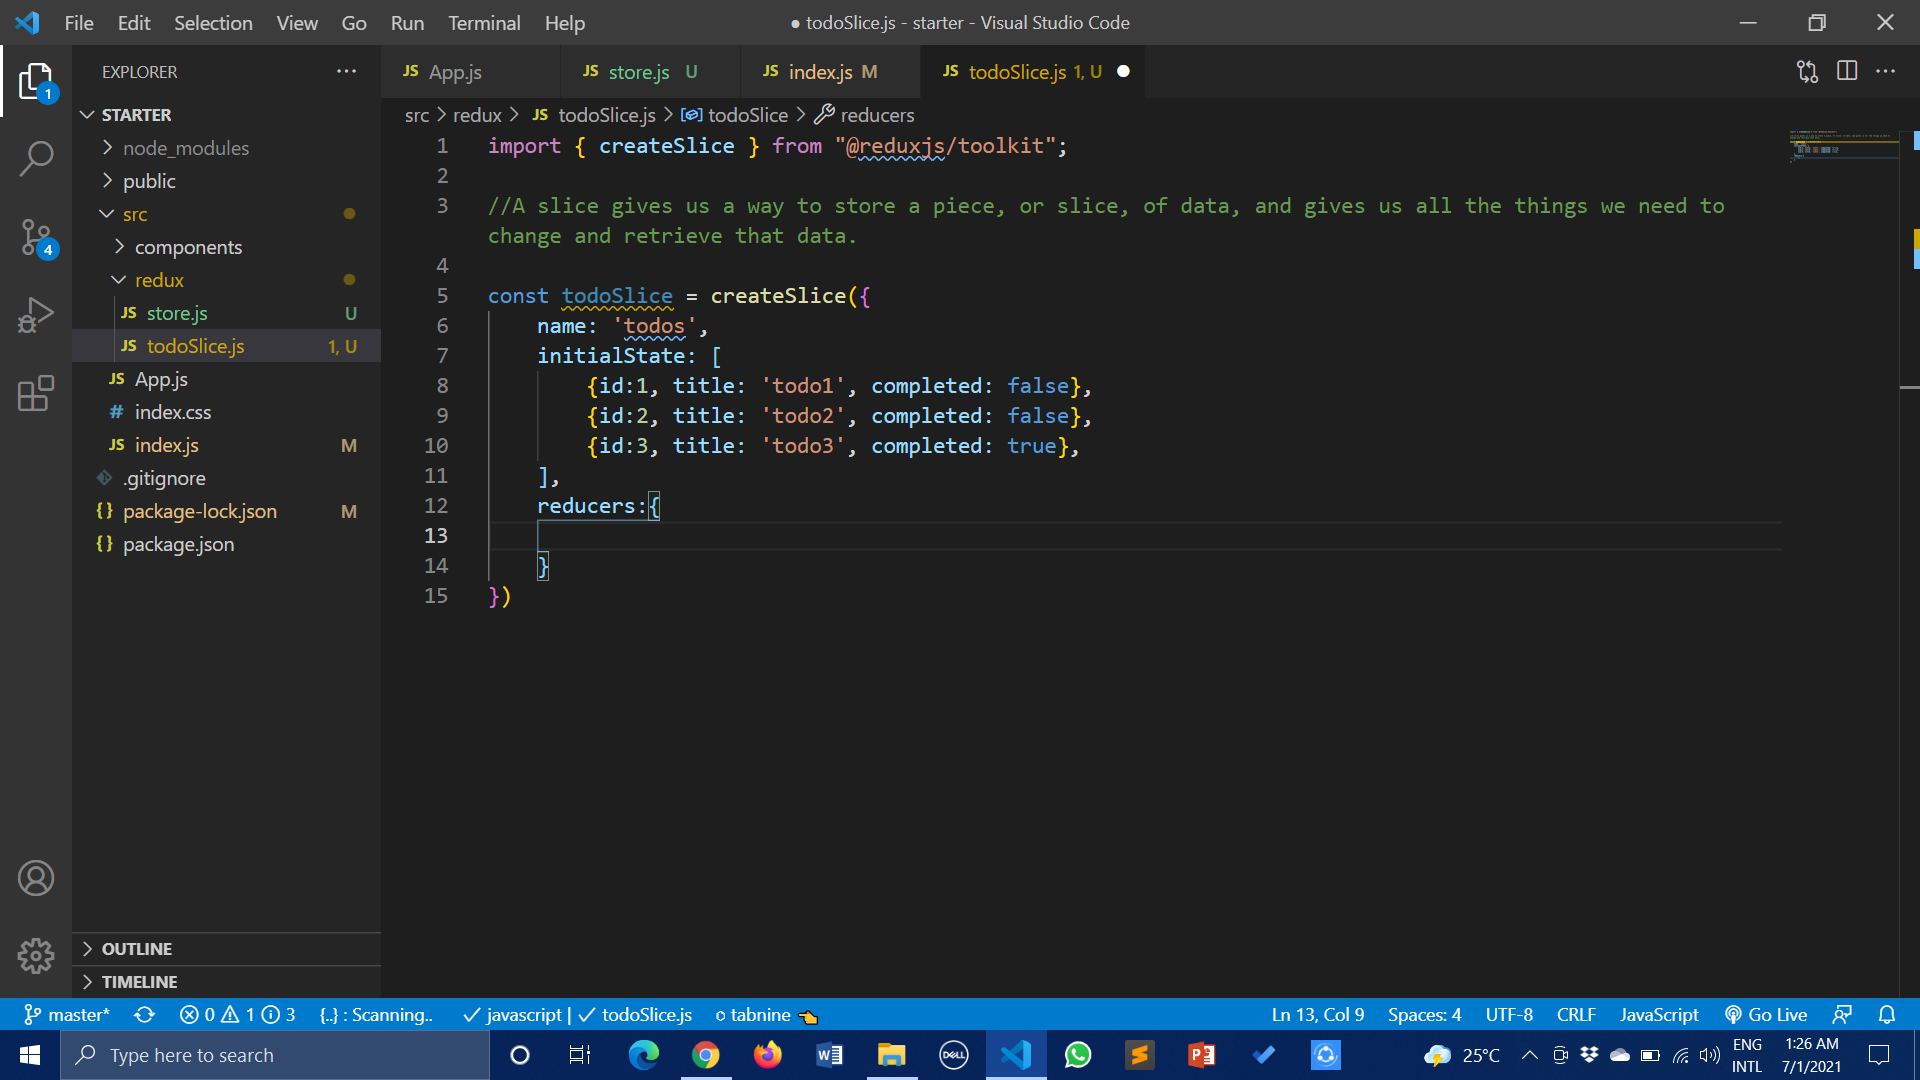 File Edit Selection View Go Run Terminal Help
● todoSlice.js - starter - Visual Studio Code
EXPLORER ...
JS App.js
JS store.js U
JS index.js M
JS todoSlice.js 1, U ●
src > redux > JS todoSlice.js > todoSlice > reducers
1
4
STARTER
node_modules
public
src
components
redux
JS store.js U
JS todoSlice.js 1, U
JS App.js
# index.css
JS index.js M
.gitignore
{} package-lock.json M
{} package.json
OUTLINE
TIMELINE
1 import { createSlice } from "@reduxjs/toolkit";
2
3 //A slice gives us a way to store a piece, or slice, of data, and gives us all the things we need to
change and retrieve that data.
4
5 const todoSlice = createSlice({
6 name: 'todos',
7 initialState: [
8 {id:1, title: 'todo1', completed: false},
9 {id:2, title: 'todo2', completed: false},
10 {id:3, title: 'todo3', completed: true},
11 ],
12 reducers:{
13
14 }
15 })
master* 0 1 3 {..} : Scanning.. ✓ javascript | ✓ todoSlice.js tabnine Ln 13, Col 9 Spaces: 4 UTF-8 CRLF JavaScript Go Live
Type here to search
DELL
25°C
ENG
INTL
1:26 AM
7/1/2021